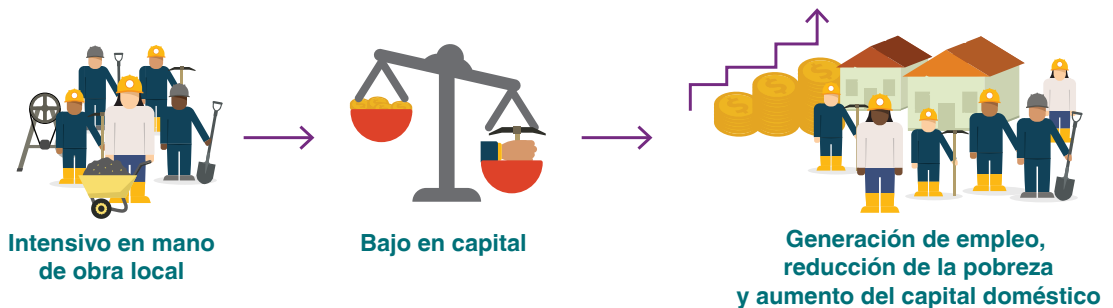 Intensivo en mano
de obra local
Bajo en capital
Generación de empleo,
reducción de la pobreza
y aumento del capital doméstico